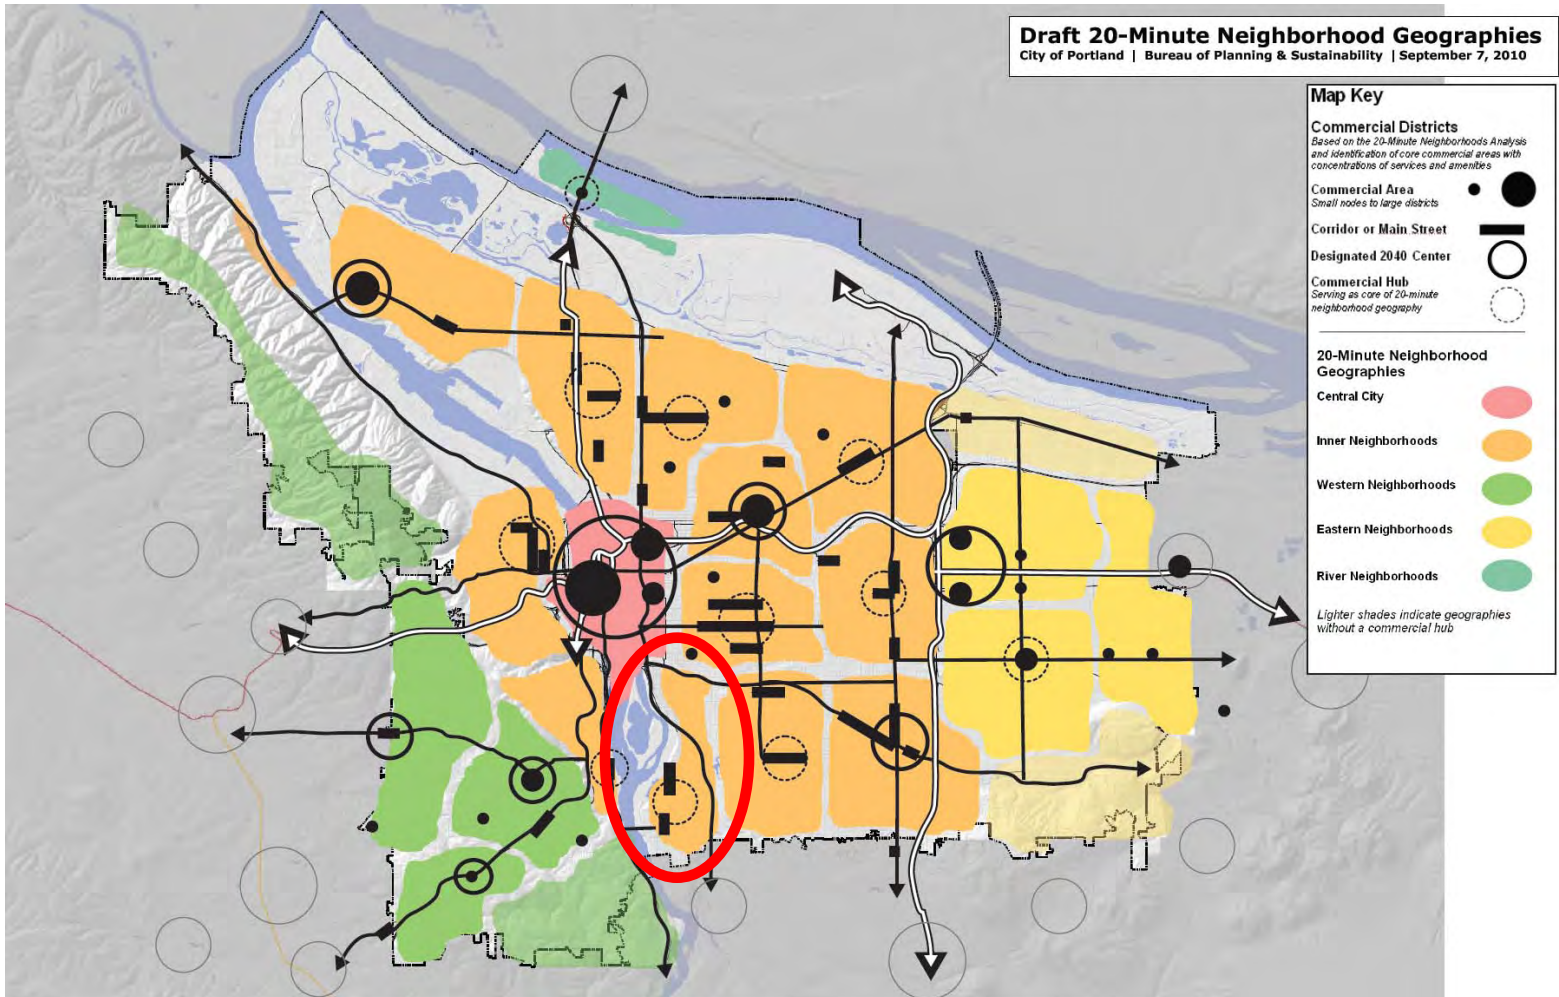 Draft 20-Minute Neighborhood Geographies
City of Portland | Bureau of Planning & Sustainability | September 7, 2010
Map Key
Commercial Districts
Based on the 20-Minute Neighborhoods Analysis
and identification of core commercial areas with
concentrations of services and amenities
Commercial Area
Small nodes to large districts
Corridor or Main Street
Designated 2040 Center
Commercial Hub
Serving as core of 20-minute
neighborhood geography
20-Minute Neighborhood
Geographies
Central City
Inner Neighborhoods
Western Neighborhoods
Eastern Neighborhoods
River Neighborhoods
Lighter shades indicate geographies
without a commercial hub